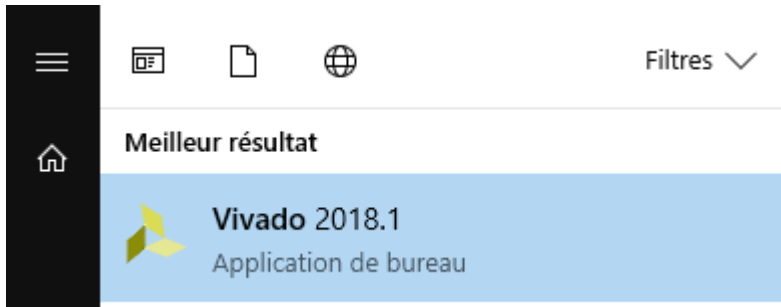 Filtres
Meilleur résultat
Vivado 2018.1
Application de bureau